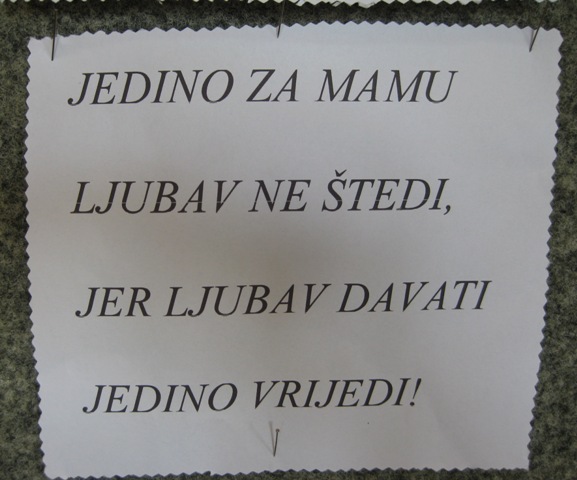 JEDINO ZA MAMU
LJUBAV NE ŠTEDI,
JER LJUBAV DAVATI
JEDINO VRIJEDI!